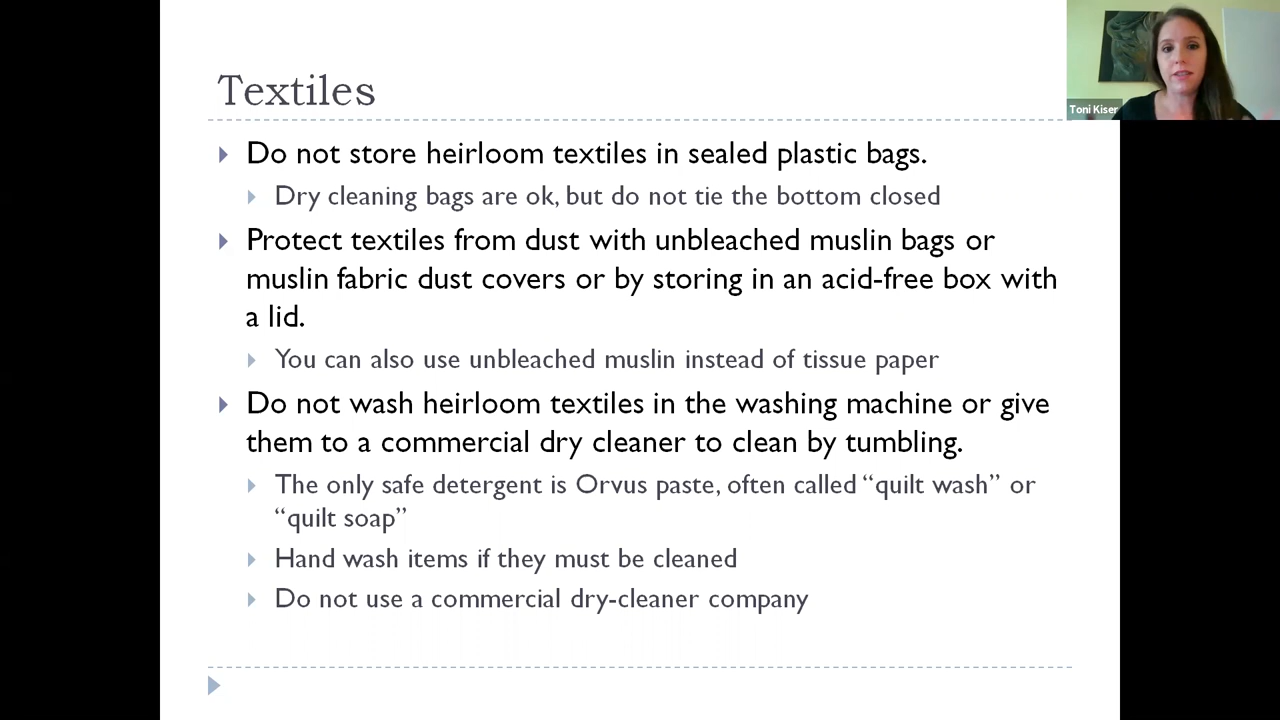 Textiles
Do not store heirloom textiles in sealed plastic bags.
Dry cleaning bags are ok, but do not tie the bottom closed
Protect textiles from dust with unbleached muslin bags or
muslin fabric dust covers or by storing in an acid-free box with
a lid.
You can also use unbleached muslin instead of tissue paper
Do not wash heirloom textiles in the washing machine or give
them to a commercial dry cleaner to clean by tumbling.
The only safe detergent is Orvus paste, often called “quilt wash” or
“quilt soap”
Hand wash items if they must be cleaned
Do not use a commercial dry-cleaner company
Toni Kiser